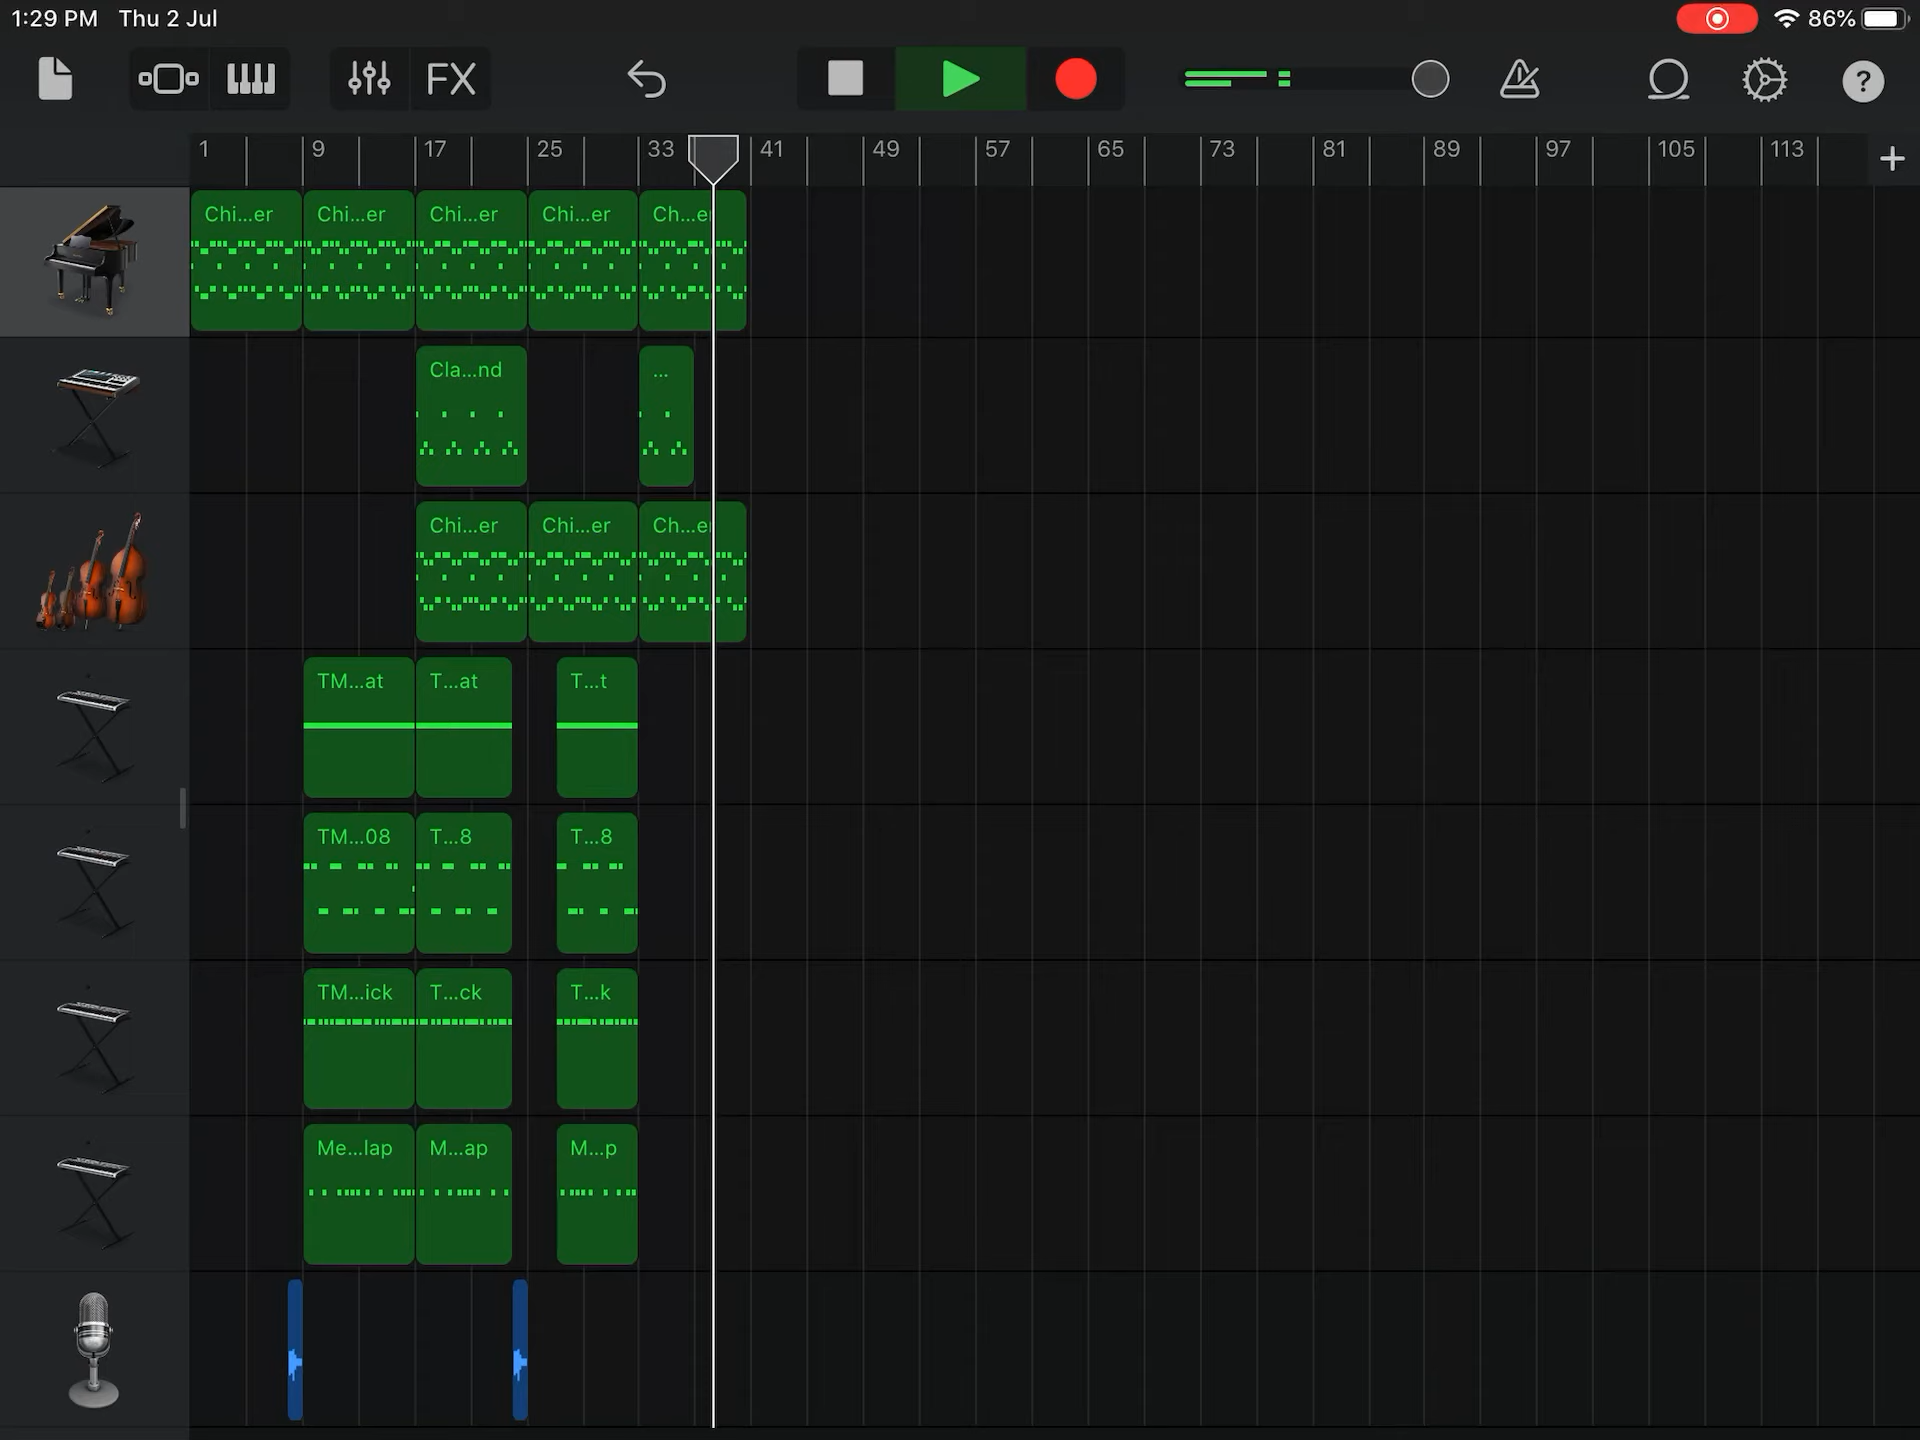 1:29 PM Thu 2 Jul 86%
FX ?
1 9 17 25 33 41 49 57 65 73 81 89 97 105 113 +
Chi...er Chi...er Chi...er Chi...er Ch...e
Cla...nd ...
Chi...er Chi...er Ch...e
TM...at T...at T...t
TM...08 T...8 T...8
TM...ick T...ck T...k
Me...lap M...ap M...p